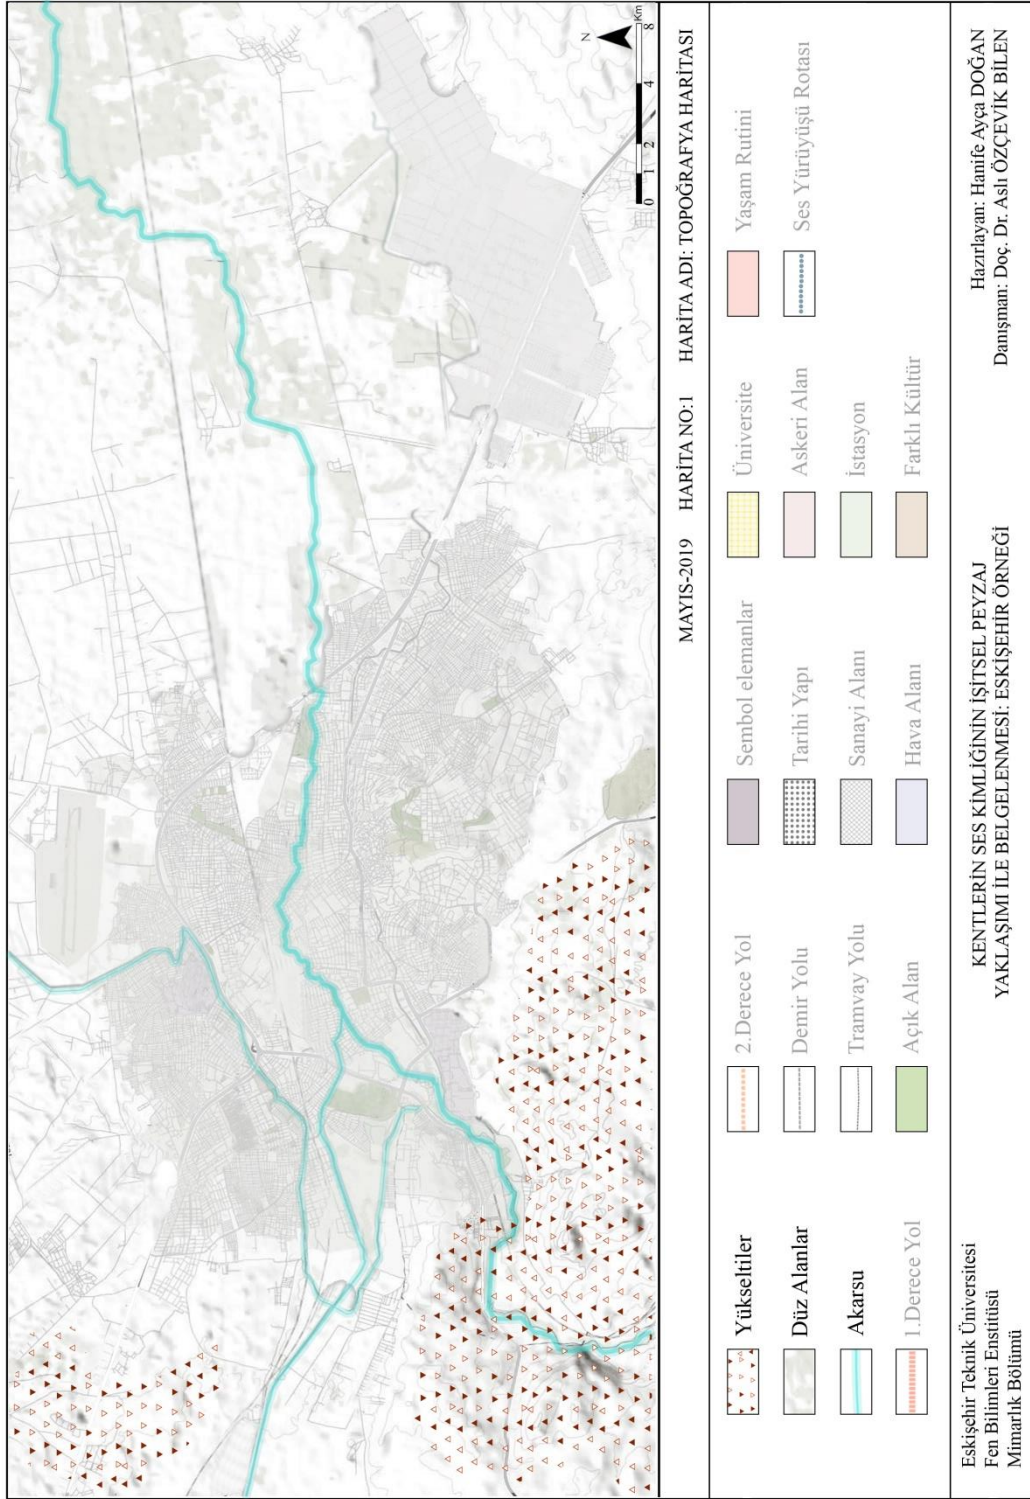 N
0 1 2 4 8
Km
MAYIS-2019 HARİTA NO:1 HARİTA ADI: TOPOĞRAFYA HARİTASI
Yükseltiler
Düz Alanlar
Akarsu
1.Derece Yol
2.Derece Yol
Demir Yolu
Tramvay Yolu
Açık Alan
Sembol elemanlar
Tarihi Yapı
Sanayi Alanı
Hava Alanı
Üniversite
Askeri Alan
İstasyon
Farklı Kültür
Yaşam Rutini
Ses Yürüyüşü Rotası
Eskişehir Teknik Üniversitesi
Fen Bilimleri Enstitüsü
Mimarlık Bölümü
KENTLERİN SES KİMLİĞİNİN İŞİTSEL PEYZAJ
YAKLAŞIMI İLE BELGELENMESİ: ESKİŞEHİR ÖRNEĞİ
Hazırlayan: Hanife Ayça DOĞAN
Danışman: Doç. Dr. Aslı ÖZÇEVİK BİLEN